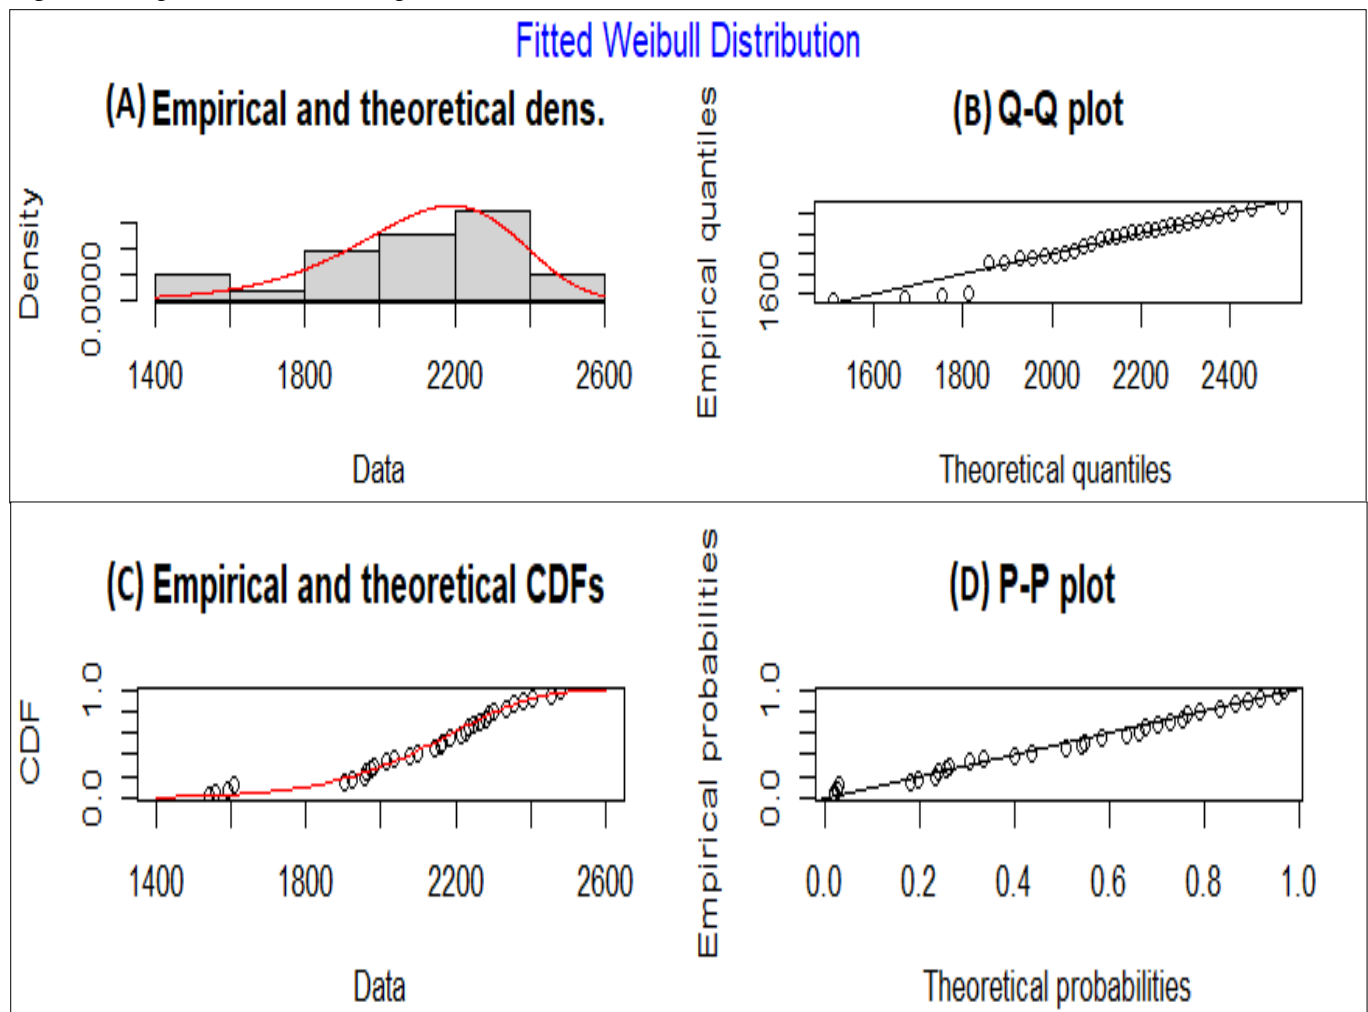 Fitted Weibull Distribution
(A) Empirical and theoretical dens.
Density
0.0000
1400 1800 2200 2600
Data
(B) Q-Q plot
Empirical quantiles
1600
1600 1800 2000 2200 2400
Theoretical quantiles
(C) Empirical and theoretical CDFs
CDF
0.0 1.0
1400 1800 2200 2600
Data
(D) P-P plot
Empirical probabilities
0.0 1.0
0.0 0.2 0.4 0.6 0.8 1.0
Theoretical probabilities